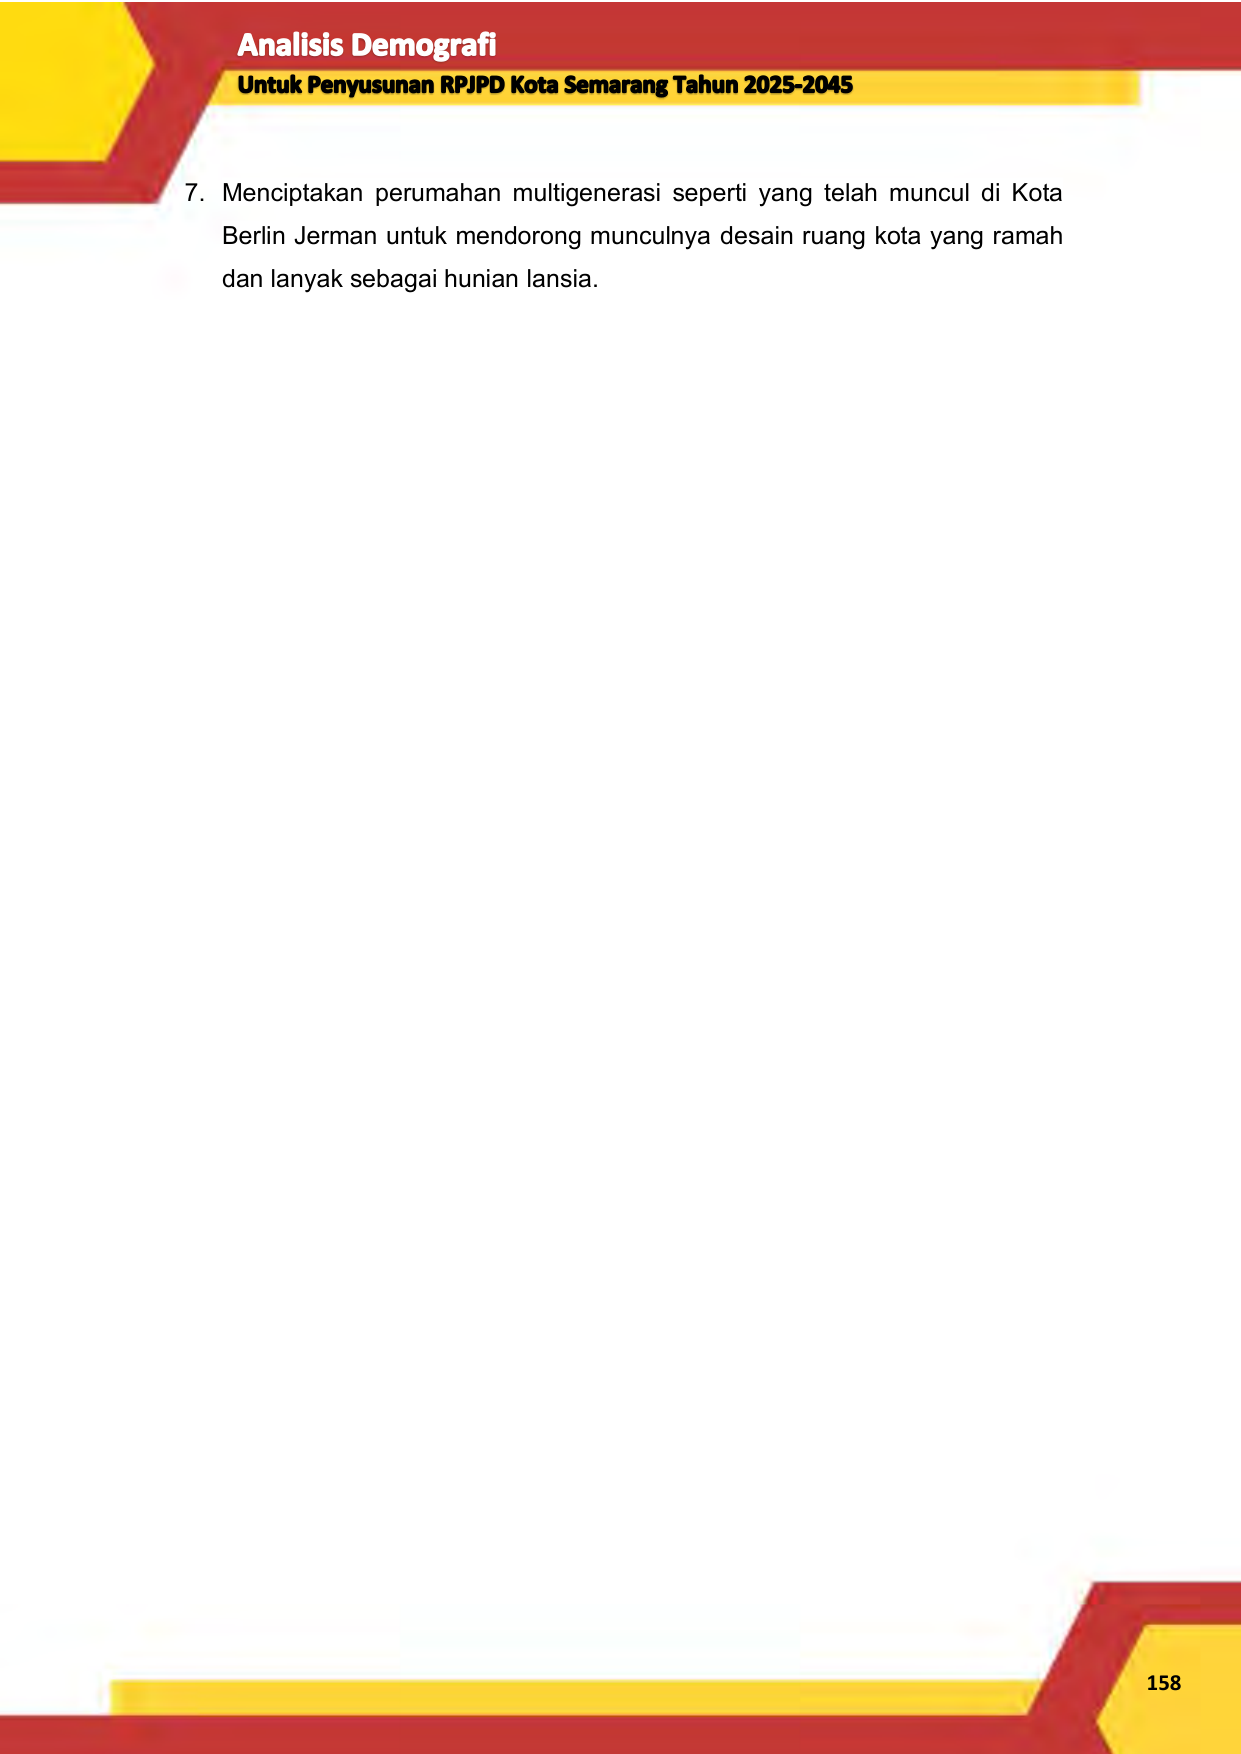 Analisis Demografi
Untuk Penyusunan RPJPD Kota Semarang Tahun 2025-2045
7. Menciptakan perumahan multigenerasi seperti yang telah muncul di Kota
Berlin Jerman untuk mendorong munculnya desain ruang kota yang ramah
dan lanyak sebagai hunian lansia.
158